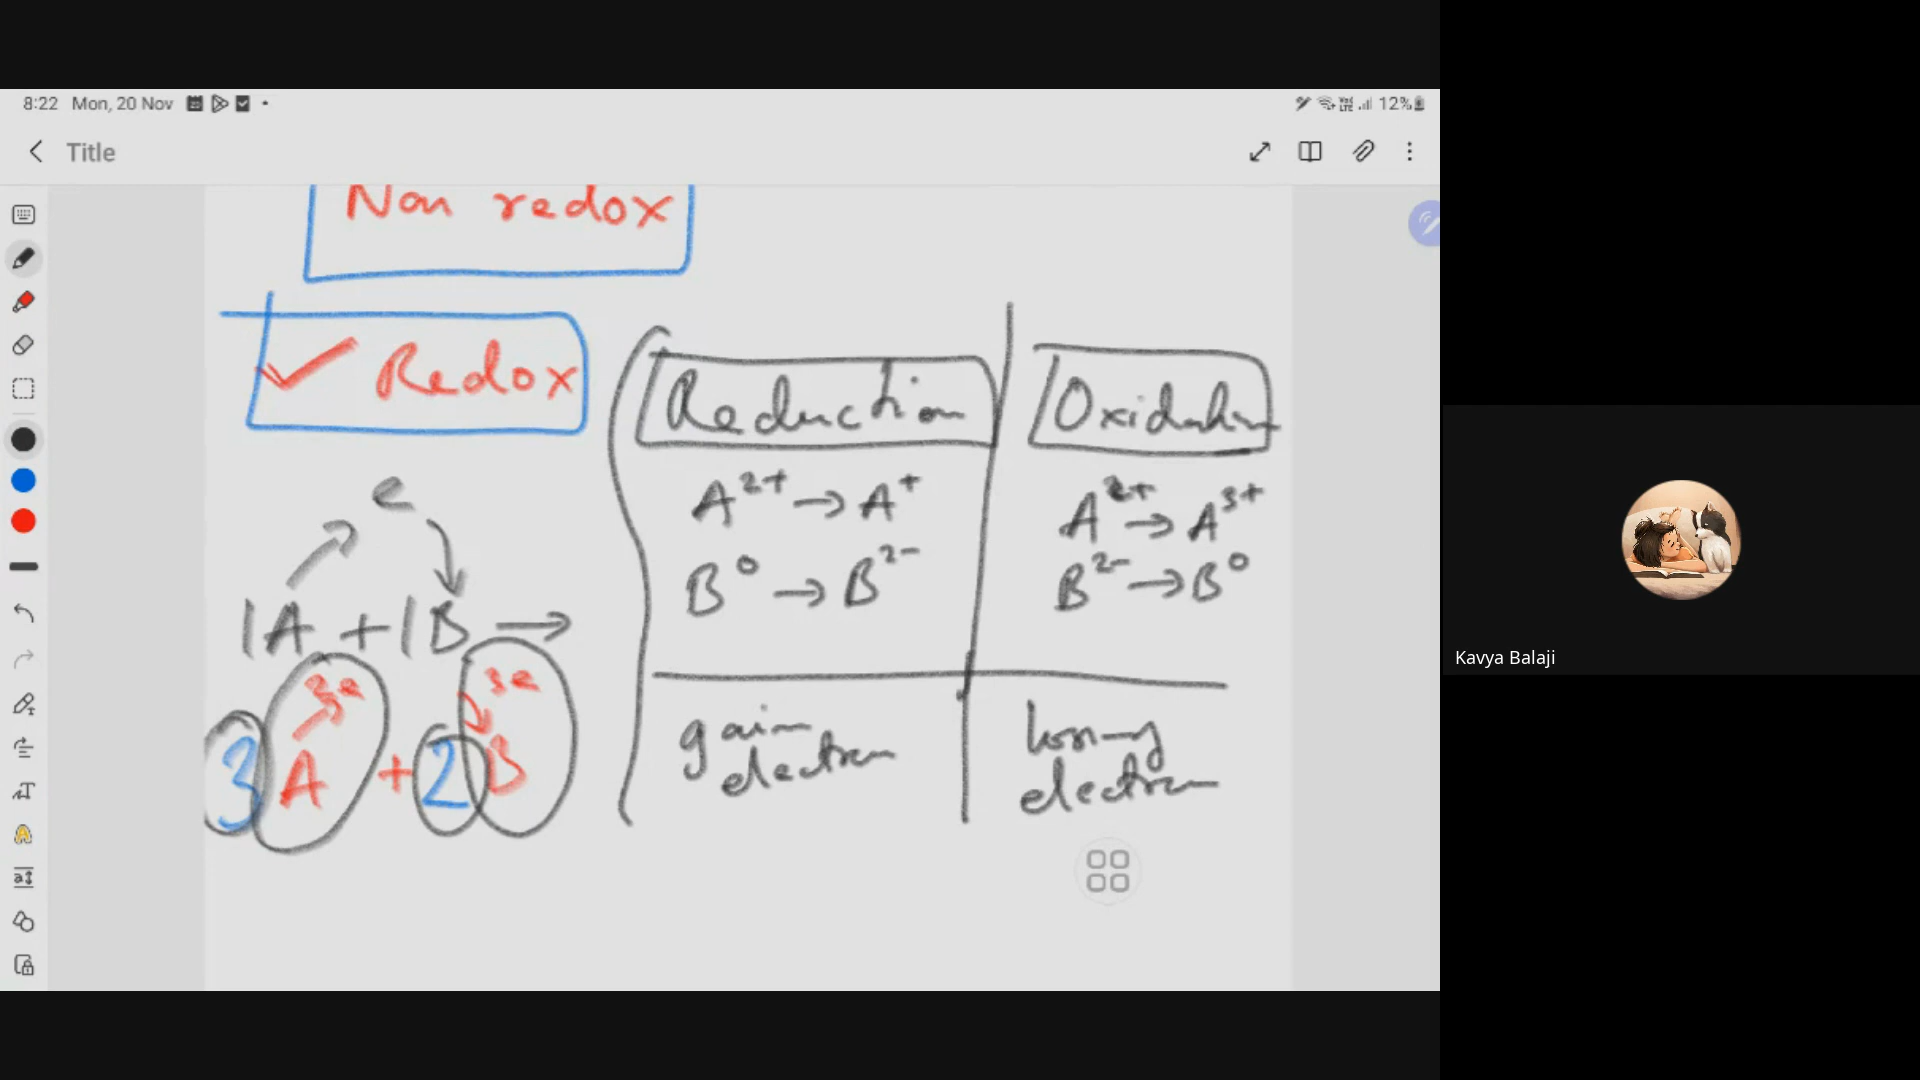 8:22 Mon, 20 Nov
12%
Title
Non redox
Redox
Reduction
Oxidation
A²⁺ → A⁺
A²⁺ → A³⁺
B⁰ → B²⁻
B²⁻ → B⁰
e
1A + 1B →
3e
3e
3A + 2B
gain
electron
losing
electron
Kavya Balaji